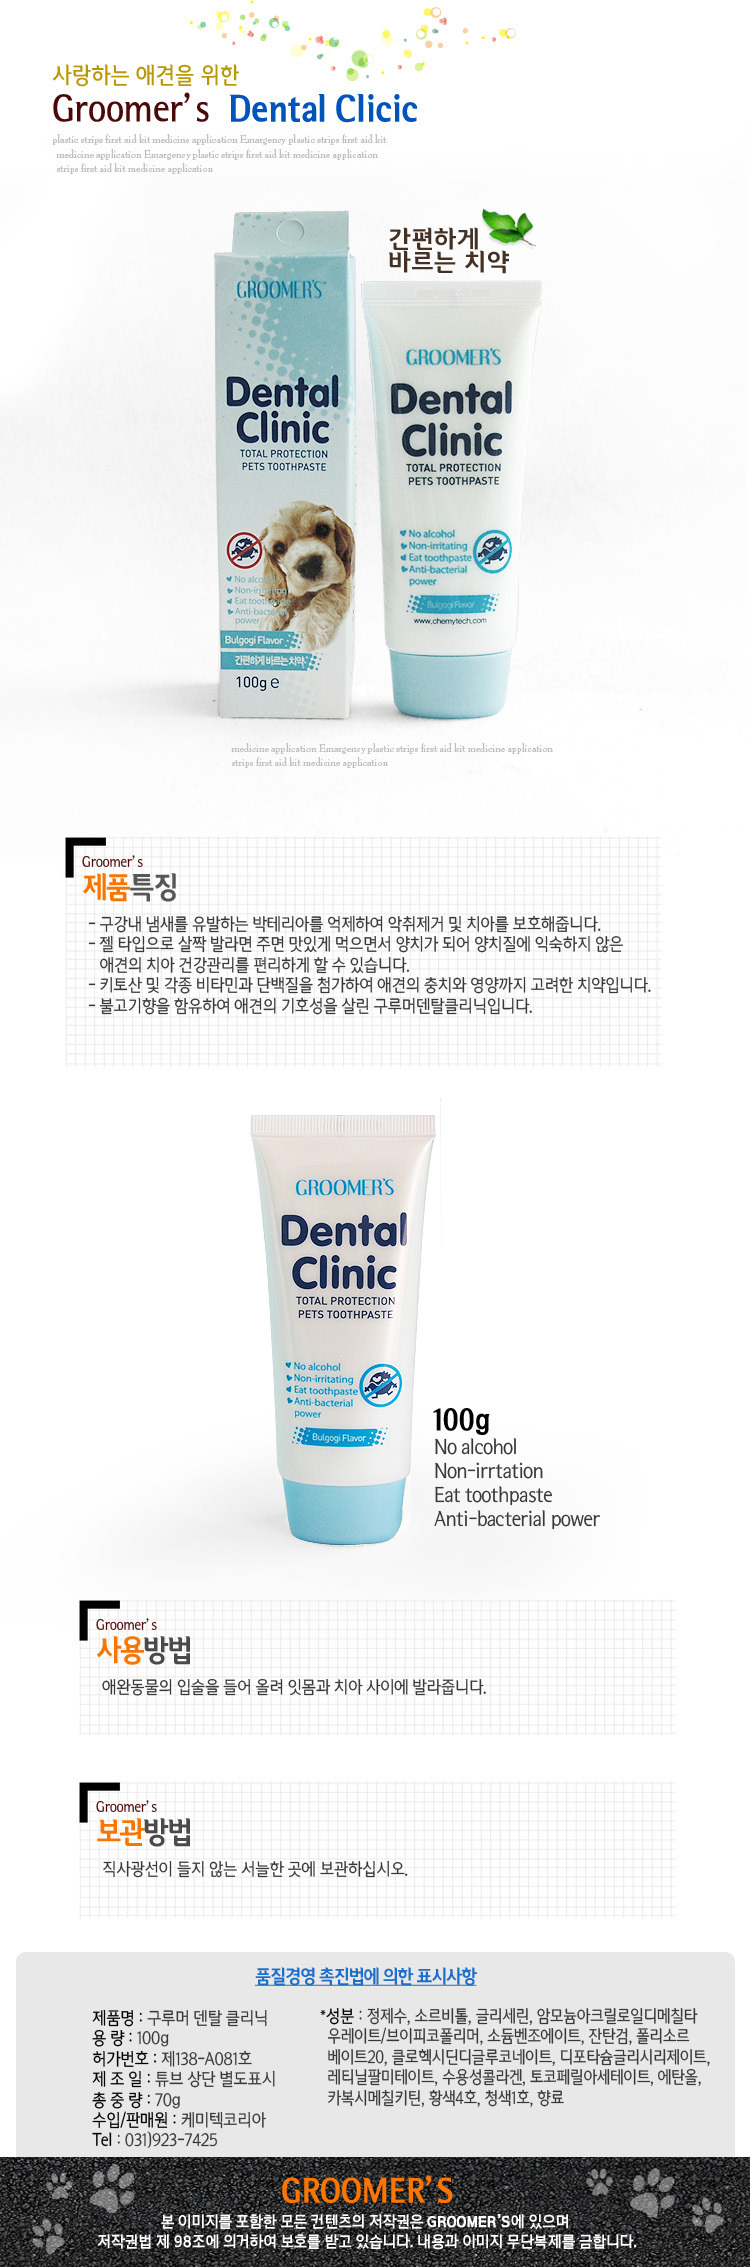 사랑하는 애견을 위한
Groomer's Dental Clicic
plastic strips first aid kit medicine application Emargency plastic strips first aid kit
medicine application Emargency plastic strips first aid kit medicine application
strips first aid kit medicine application
간편하게
바르는 치약
GROOMER'S
Dental
Clinic
TOTAL PROTECTION
PETS TOOTHPASTE
No alcohol
Eat
Anti-bacterial
power
Bulgogi Flavor
간편하게 바르는 치약
100g e
GROOMER'S
Dental
Clinic
TOTAL PROTECTION
PETS TOOTHPASTE
No alcohol
Non-irritating
Eat toothpaste
Anti-bacterial
power
Bulgogi Flavor
www.chemytech.com
medicine application Emargency plastic strips first aid kit medicine application
strips first aid kit medicine application
Groomer's
제품특징
- 구강내 냄새를 유발하는 박테리아를 억제하여 악취제거 및 치아를 보호해줍니다.
- 젤 타입으로 살짝 발라면 주면 맛있게 먹으면서 양치가 되어 양치질에 익숙하지 않은
애견의 치아 건강관리를 편리하게 할 수 있습니다.
- 키토산 및 각종 비타민과 단백질을 첨가하여 애견의 충치와 영양까지 고려한 치약입니다.
- 불고기향을 함유하여 애견의 기호성을 살린 구루머덴탈클리닉입니다.
GROOMER'S
Dental
Clinic
TOTAL PROTECTION
PETS TOOTHPASTE
No alcohol
Non-irritating
Eat toothpaste
Anti-bacterial
power
Bulgogi Flavor
100g
No alcohol
Non-irrtation
Eat toothpaste
Anti-bacterial power
Groomer's
사용방법
애완동물의 입술을 들어 올려 잇몸과 치아 사이에 발라줍니다.
Groomer's
보관방법
직사광선이 들지 않는 서늘한 곳에 보관하십시오.
품질경영 촉진법에 의한 표시사항
제품명 : 구루머 덴탈 클리닉
용 량 : 100g
허가번호 : 제138-A081호
제 조 일 : 튜브 상단 별도표시
총 중 량 : 70g
수입/판매원 : 케미텍코리아
Tel : 031)923-7425
*성분 : 정제수, 소르비톨, 글리세린, 암모늄아크릴로일디메칠타
우레이트/브이피코폴리머, 소듐벤조에이트, 잔탄검, 폴리소르
베이트20, 클로헥시딘디글루코네이트, 디포타슘글리시리제이트,
레티닐팔미테이트, 수용성콜라겐, 토코페릴아세테이트, 에탄올,
카복시메칠키틴, 황색4호, 청색1호, 향료
GROOMER'S
본 이미지를 포함한 모든 컨텐츠의 저작권은 GROOMER'S에 있으며
저작권법 제 98조에 의거하여 보호를 받고 있습니다. 내용과 이미지 무단복제를 금합니다.